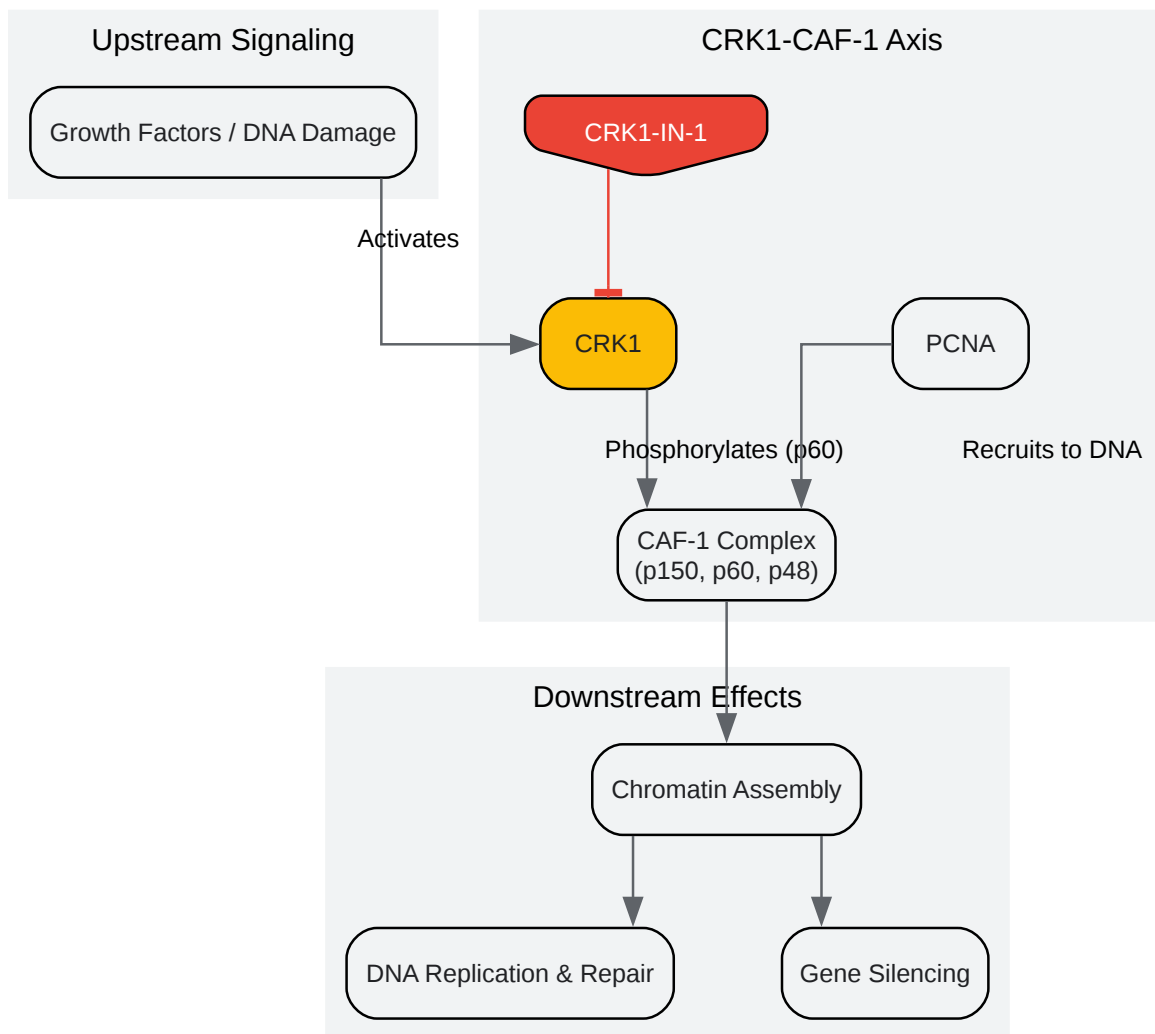 Upstream Signaling
CRK1-CAF-1 Axis
Growth Factors / DNA Damage
CRK1-IN-1
Activates
CRK1
PCNA
Phosphorylates (p60)
Recruits to DNA
CAF-1 Complex
(p150, p60, p48)
Downstream Effects
Chromatin Assembly
DNA Replication & Repair
Gene Silencing